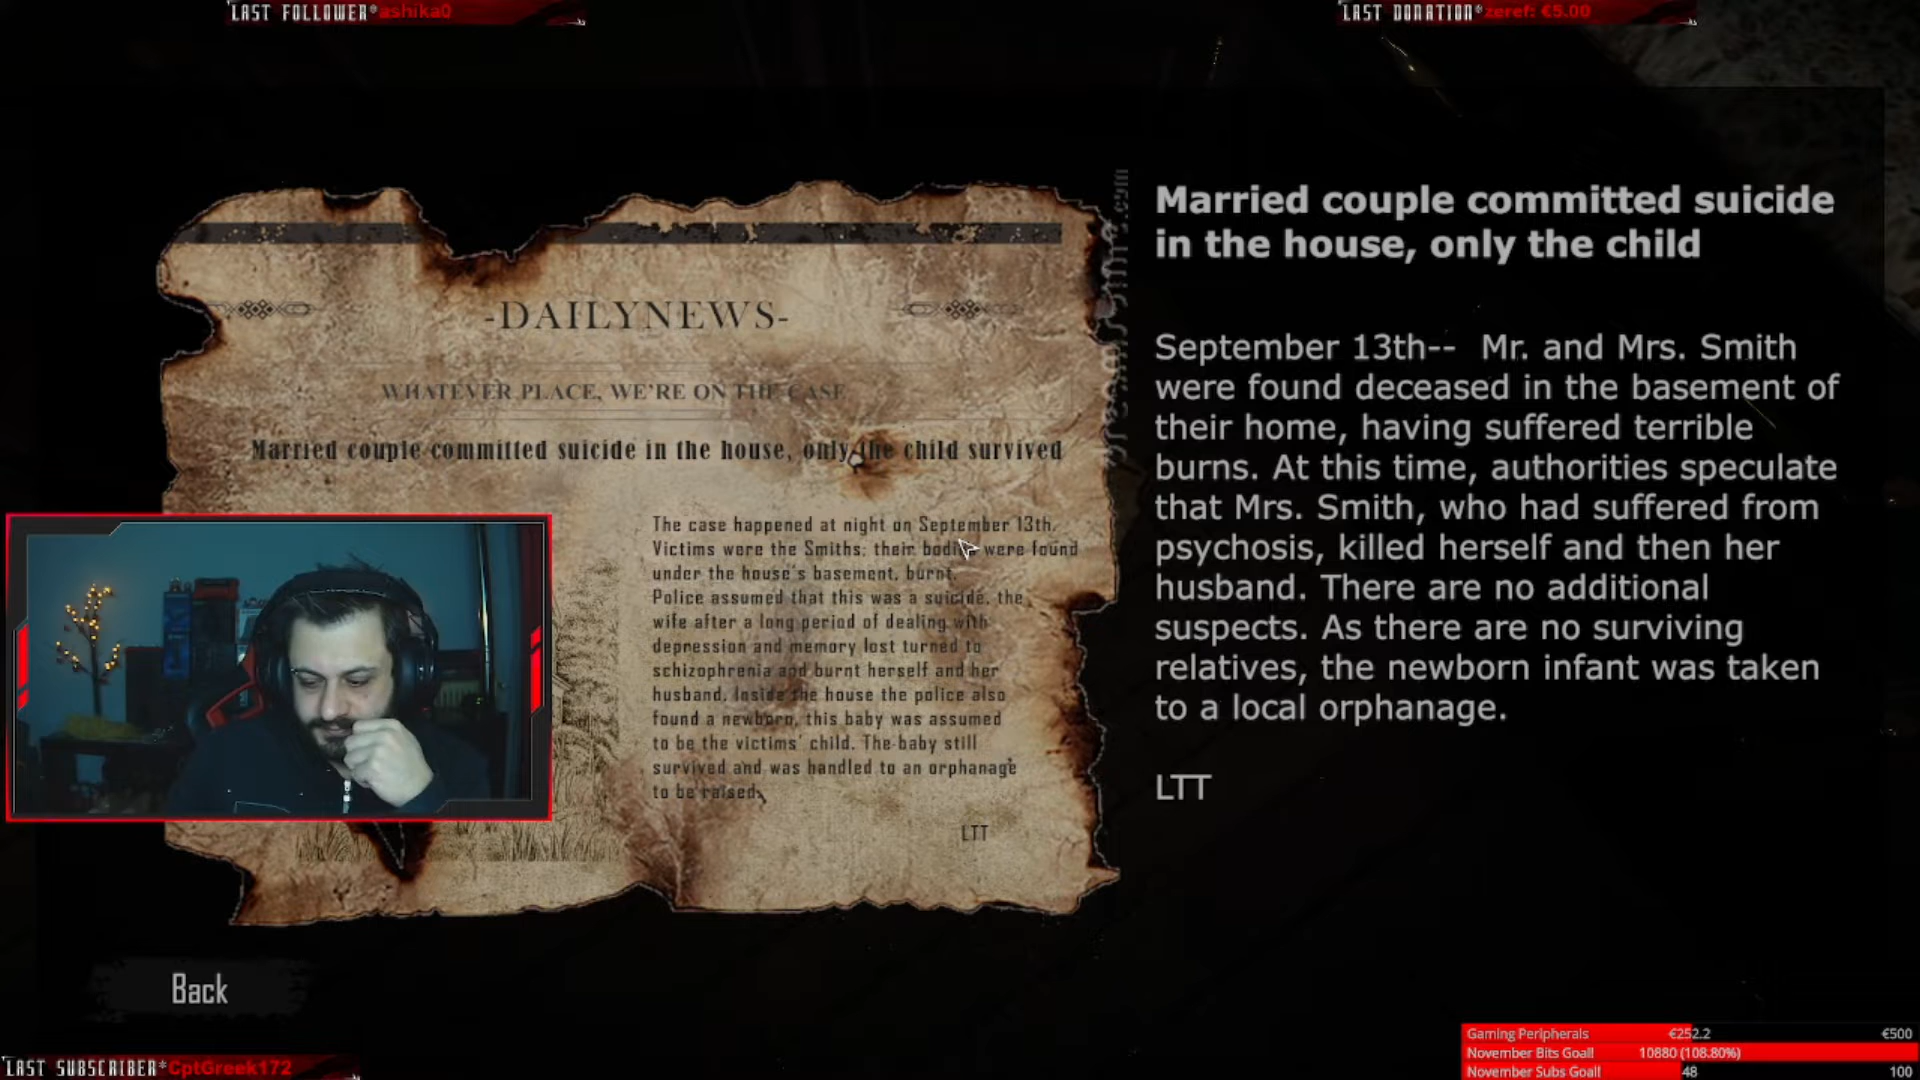 LAST FOLLOWER*ashika0
LAST DONATION*zeref: €5.00
-DAILYNEWS-
WHATEVER PLACE, WE'RE ON THE CASE
Married couple committed suicide in the house, only the child survived
The case happened at night on September 13th.
Victims were the Smiths; their bodies were found
under the house's basement, burnt.
Police assumed that this was a suicide, the
wife after a long period of dealing with
depression and memory lost turned to
schizophrenia and burnt herself and her
husband. Inside the house the police also
found a newborn, this baby was assumed
to be the victims' child. The baby still
survived and was handled to an orphanage
to be raised.
LTT
Married couple committed suicide
in the house, only the child
September 13th-- Mr. and Mrs. Smith
were found deceased in the basement of
their home, having suffered terrible
burns. At this time, authorities speculate
that Mrs. Smith, who had suffered from
psychosis, killed herself and then her
husband. There are no additional
suspects. As there are no surviving
relatives, the newborn infant was taken
to a local orphanage.
LTT
Back
Gaming Peripherals €252.2 €500
November Bits Goal! 10880 (108.80%)
November Subs Goal! 48 100
LAST SUBSCRIBER*CptGreek172